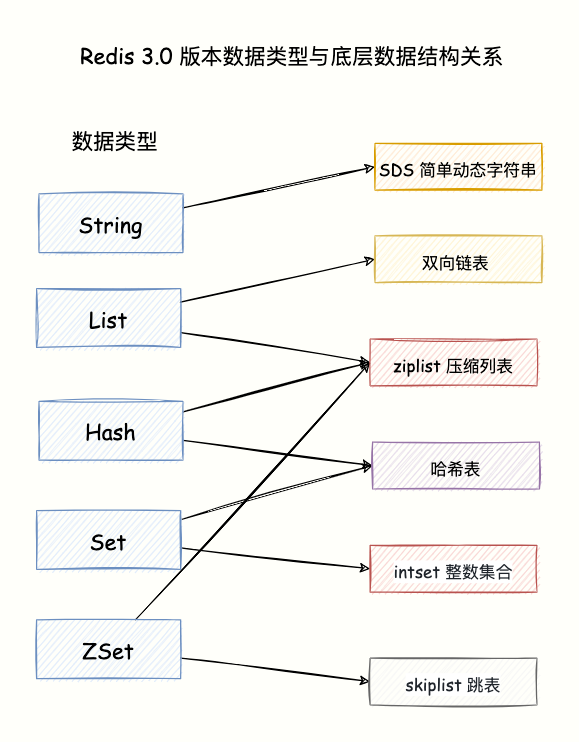 Redis 3.0 版本数据类型与底层数据结构关系
数据类型
String
List
Hash
Set
ZSet
SDS 简单动态字符串
双向链表
ziplist 压缩列表
哈希表
intset 整数集合
skiplist 跳表